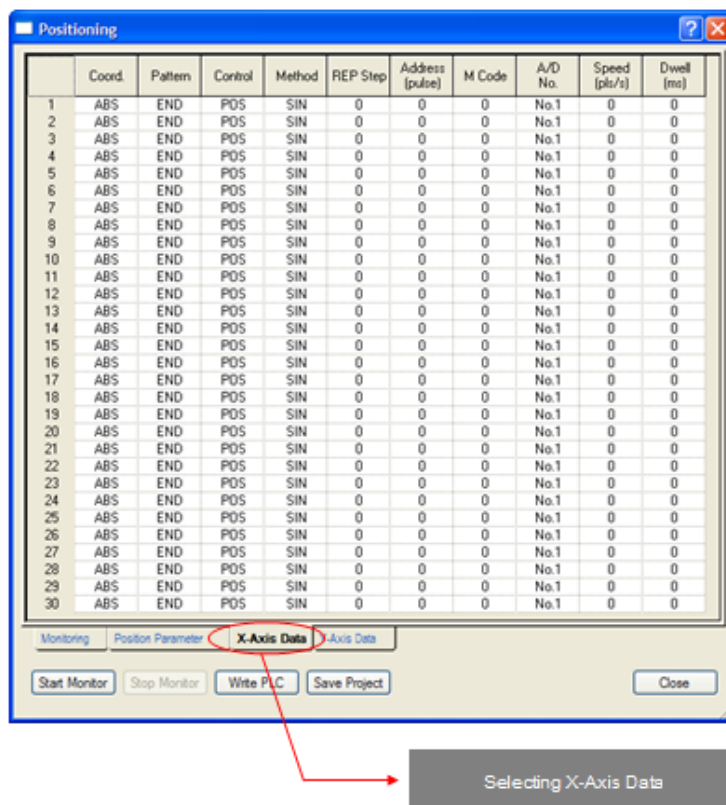 Positioning
Coord. Pattern Control Method REP Step Address (pulse) M Code A/D No. Speed (pls/s) Dwell (ms)
1 ABS END POS SIN 0 0 0 No.1 0 0
2 ABS END POS SIN 0 0 0 No.1 0 0
3 ABS END POS SIN 0 0 0 No.1 0 0
4 ABS END POS SIN 0 0 0 No.1 0 0
5 ABS END POS SIN 0 0 0 No.1 0 0
6 ABS END POS SIN 0 0 0 No.1 0 0
7 ABS END POS SIN 0 0 0 No.1 0 0
8 ABS END POS SIN 0 0 0 No.1 0 0
9 ABS END POS SIN 0 0 0 No.1 0 0
10 ABS END POS SIN 0 0 0 No.1 0 0
11 ABS END POS SIN 0 0 0 No.1 0 0
12 ABS END POS SIN 0 0 0 No.1 0 0
13 ABS END POS SIN 0 0 0 No.1 0 0
14 ABS END POS SIN 0 0 0 No.1 0 0
15 ABS END POS SIN 0 0 0 No.1 0 0
16 ABS END POS SIN 0 0 0 No.1 0 0
17 ABS END POS SIN 0 0 0 No.1 0 0
18 ABS END POS SIN 0 0 0 No.1 0 0
19 ABS END POS SIN 0 0 0 No.1 0 0
20 ABS END POS SIN 0 0 0 No.1 0 0
21 ABS END POS SIN 0 0 0 No.1 0 0
22 ABS END POS SIN 0 0 0 No.1 0 0
23 ABS END POS SIN 0 0 0 No.1 0 0
24 ABS END POS SIN 0 0 0 No.1 0 0
25 ABS END POS SIN 0 0 0 No.1 0 0
26 ABS END POS SIN 0 0 0 No.1 0 0
27 ABS END POS SIN 0 0 0 No.1 0 0
28 ABS END POS SIN 0 0 0 No.1 0 0
29 ABS END POS SIN 0 0 0 No.1 0 0
30 ABS END POS SIN 0 0 0 No.1 0 0
Monitoring Position Parameter X-Axis Data -Axis Data
Start Monitor Stop Monitor Write PLC Save Project Close
Selecting X-Axis Data